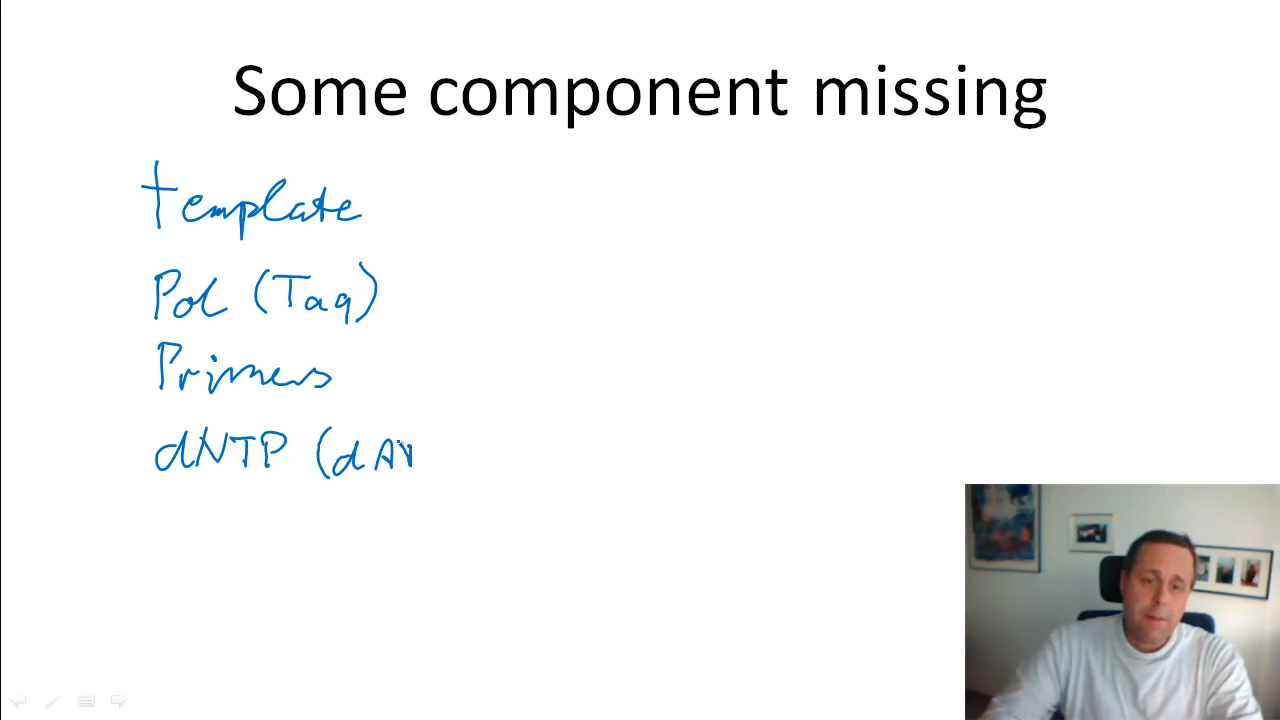 Some component missing
Template
Pol (Taq)
Primers
dNTP (dA